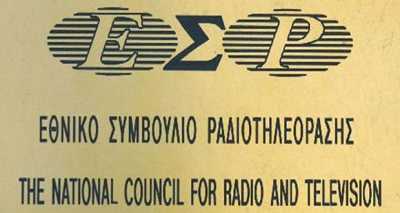 ΕΣΡ
ΕΘΝΙΚΟ ΣΥΜΒΟΥΛΙΟ ΡΑΔΙΟΤΗΛΕΟΡΑΣΗΣ
THE NATIONAL COUNCIL FOR RADIO AND TELEVISION